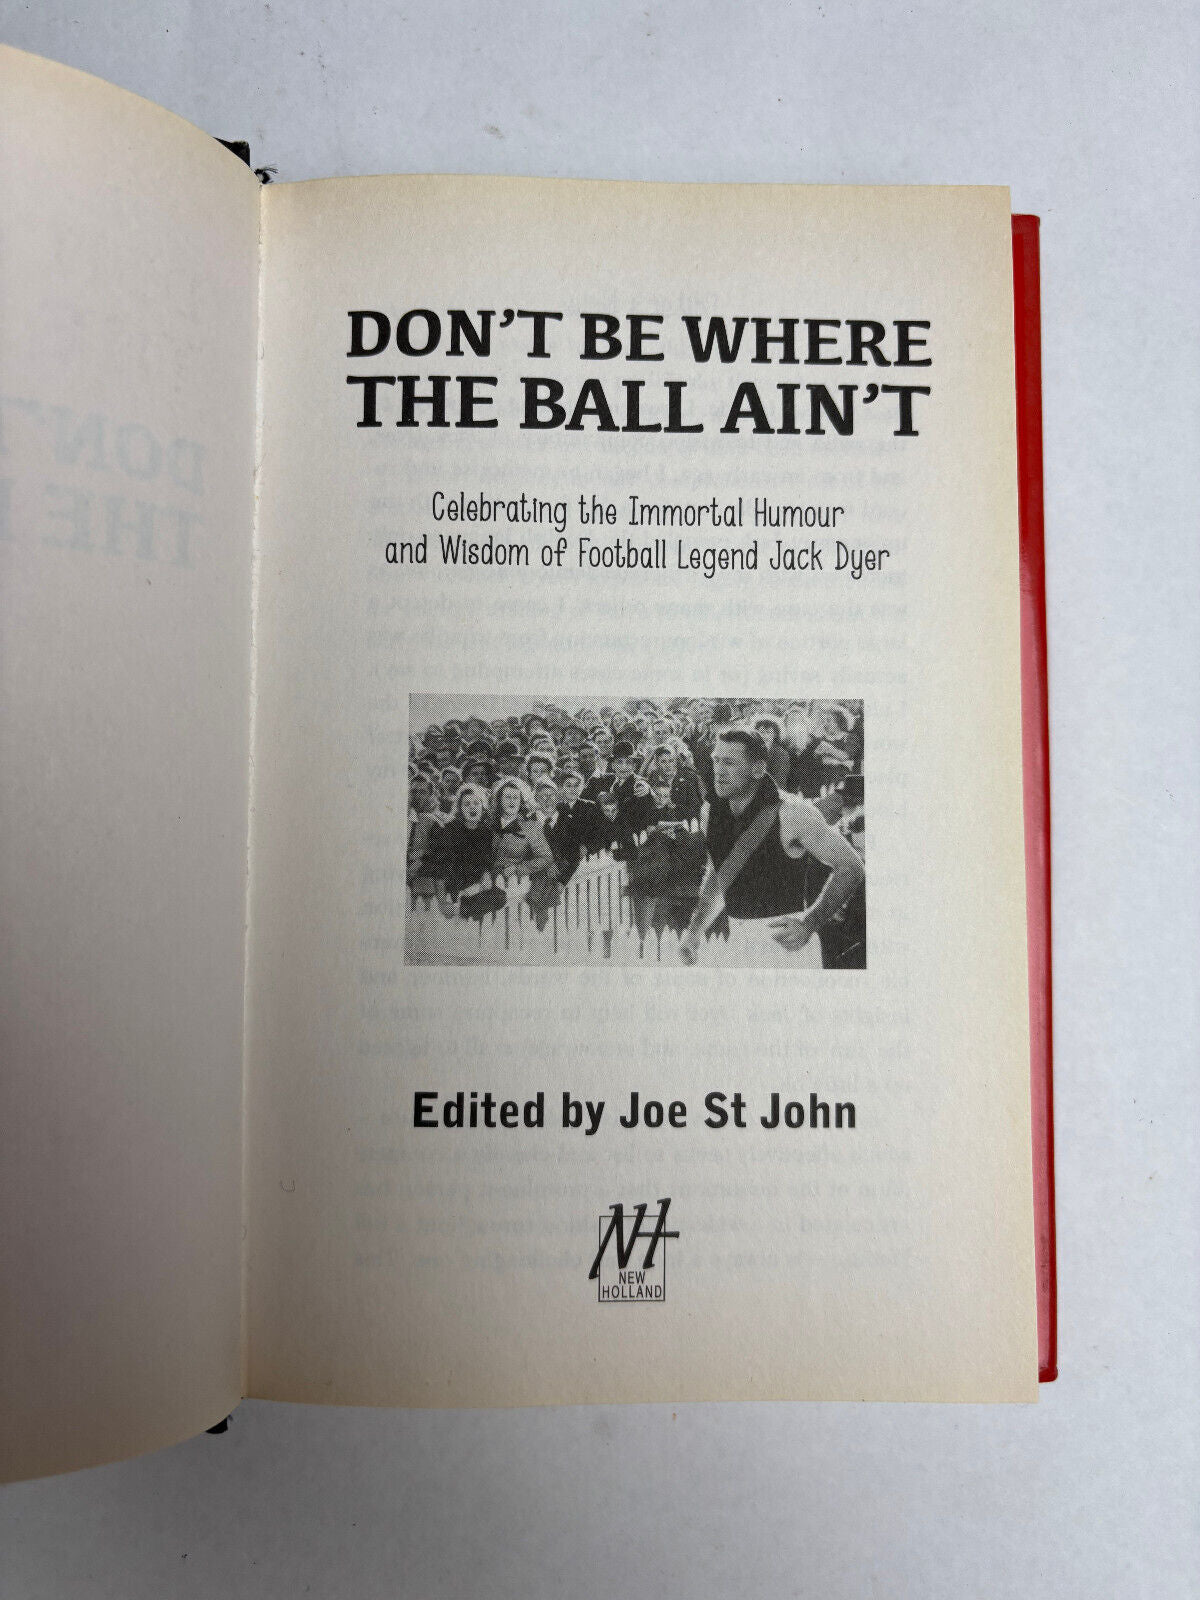 DON'T BE WHERE
THE BALL AIN'T
Celebrating the Immortal Humour
and Wisdom of Football Legend Jack Dyer
Edited by Joe St John
NH
NEW
HOLLAND